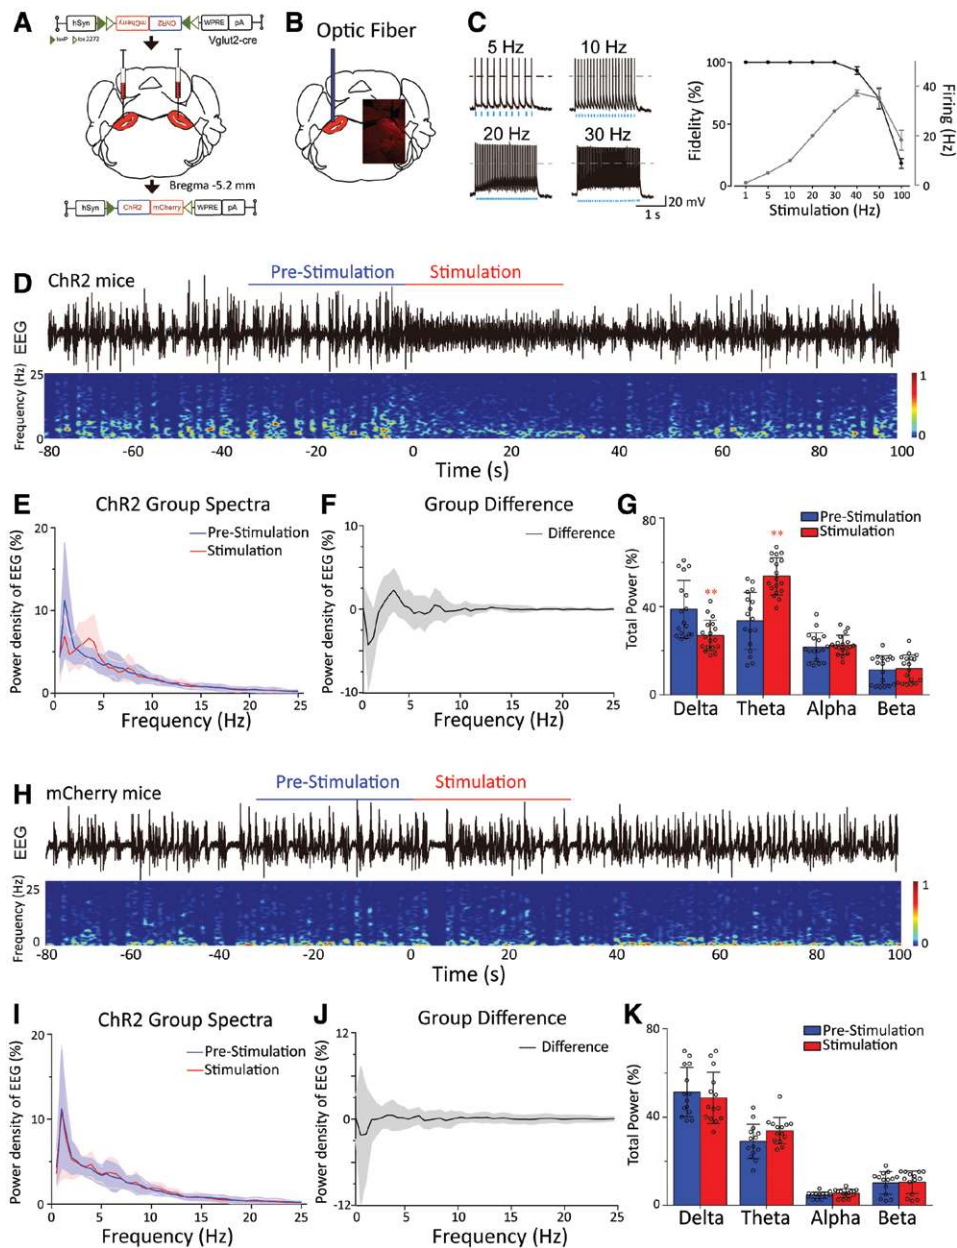 A
hSyn
mCherry
ChR2
WPRE
pA
loxP
lox2272
Vglut2-cre
Bregma -5.2 mm
hSyn
ChR2
mCherry
WPRE
pA
B
Optic Fiber
C
5 Hz
10 Hz
20 Hz
30 Hz
20 mV
1 s
100
50
0
Fidelity (%)
40
20
0
Firing (Hz)
1 5 10 20 30 40 50 100
Stimulation (Hz)
D
ChR2 mice
Pre-Stimulation
Stimulation
EEG
Frequency (Hz)
25
0
1
0
-80 -60 -40 -20 0 20 40 60 80 100
Time (s)
E
ChR2 Group Spectra
Pre-Stimulation
Stimulation
Power density of EEG (%)
20
10
0
0 5 10 15 20 25
Frequency (Hz)
F
Group Difference
Difference
Power density of EEG (%)
10
0
-10
0 5 10 15 20 25
Frequency (Hz)
G
Pre-Stimulation
Stimulation
Total Power (%)
80
40
0
**
**
Delta Theta Alpha Beta
H
mCherry mice
Pre-Stimulation
Stimulation
EEG
Frequency (Hz)
25
0
1
0
-80 -60 -40 -20 0 20 40 60 80 100
Time (s)
I
ChR2 Group Spectra
Pre-Stimulation
Stimulation
Power density of EEG (%)
20
10
0
0 5 10 15 20 25
Frequency (Hz)
J
Group Difference
Difference
Power density of EEG (%)
12
0
-12
0 5 10 15 20 25
Frequency (Hz)
K
Pre-Stimulation
Stimulation
Total Power (%)
80
40
0
Delta Theta Alpha Beta